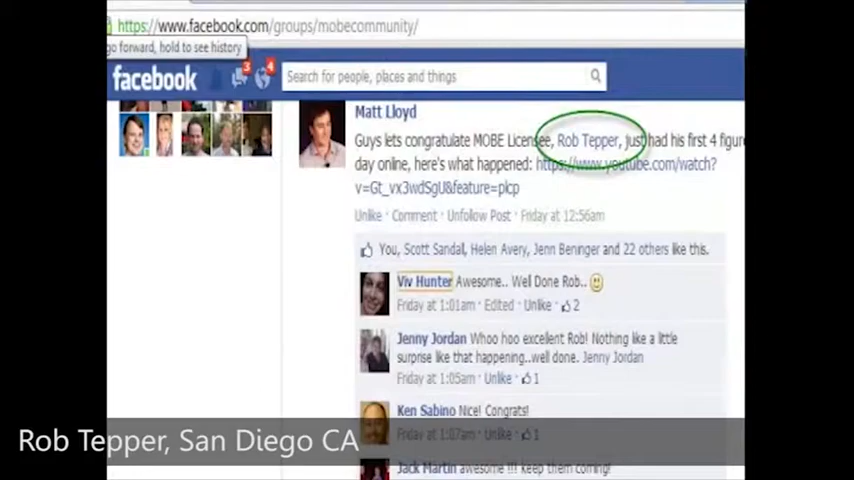 https://www.facebook.com/groups/mobecommunity/
go forward, hold to see history
facebook
3
4
Search for people, places and things
Matt Lloyd
Guys lets congratulate MOBE Licensee, Rob Tepper, just had his first 4 figure
day online, here's what happened: https://www.youtube.com/watch?
v=Gt_vx3wdSgU&feature=plcp
Unlike · Comment · Unfollow Post · Friday at 12:56am
You, Scott Sandal, Helen Avery, Jenn Beninger and 22 others like this.
Viv Hunter Awesome.. Well Done Rob..
Friday at 1:01am · Edited · Unlike · 2
Jenny Jordan Whoo hoo excellent Rob! Nothing like a little
surprise like that happening..well done. Jenny Jordan
Friday at 1:05am · Unlike · 1
Ken Sabino Nice! Congrats!
Friday at 1:07am · Unlike · 1
Rob Tepper, San Diego CA
Jack Martin awesome !!! keep them coming!